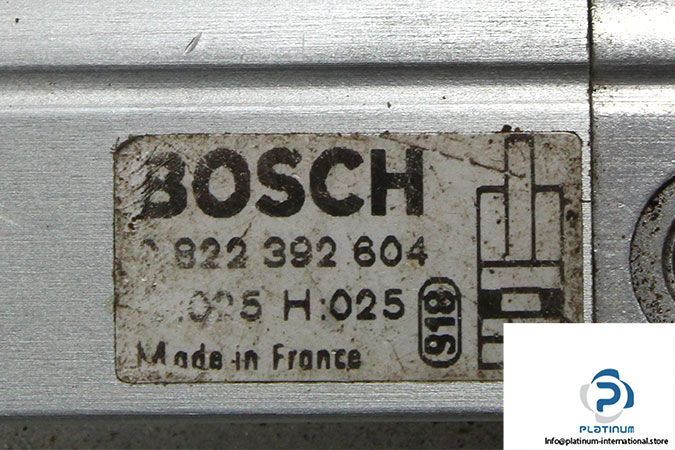 BOSCH
822 392 604
:025 H:025
918
Made in France
PLATINUM
Info@platinum-international.store